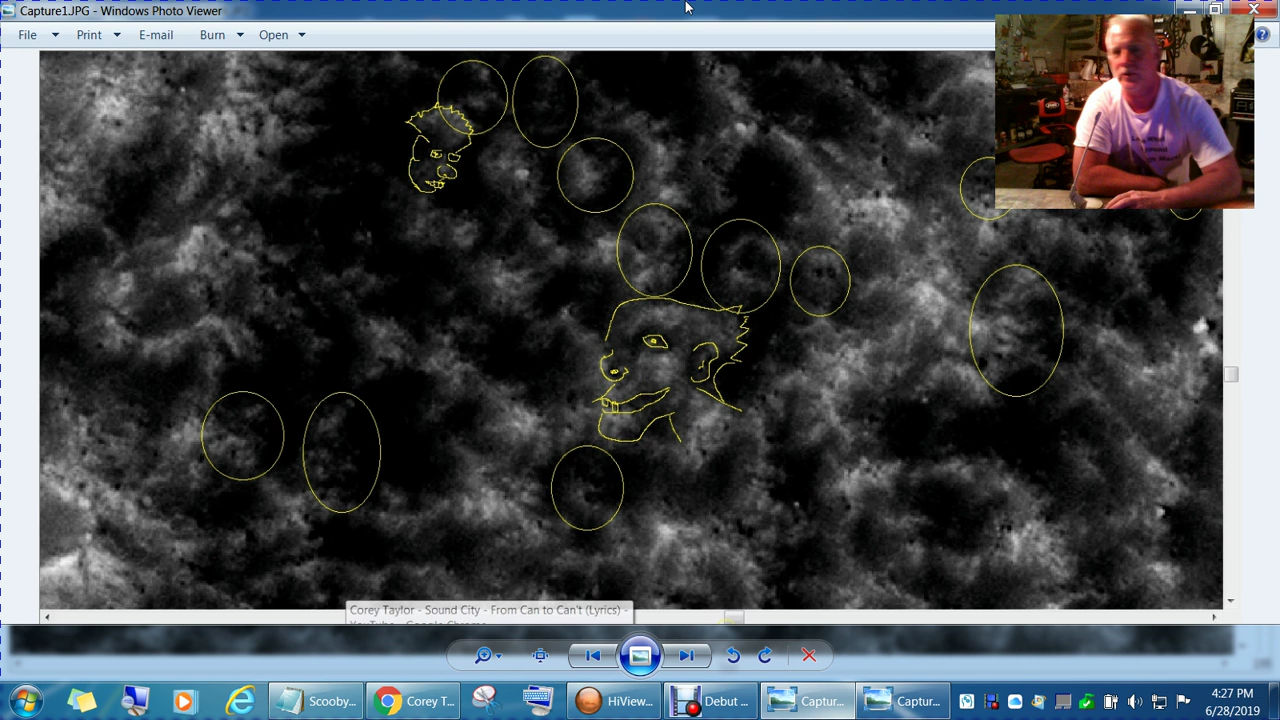 Capture1.JPG - Windows Photo Viewer
File Print E-mail Burn Open
Corey Taylor - Sound City - From Can to Can't (Lyrics) -
Scooby... Corey T... HiView... Debut ... Captur... Captur...
4:27 PM
6/28/2019